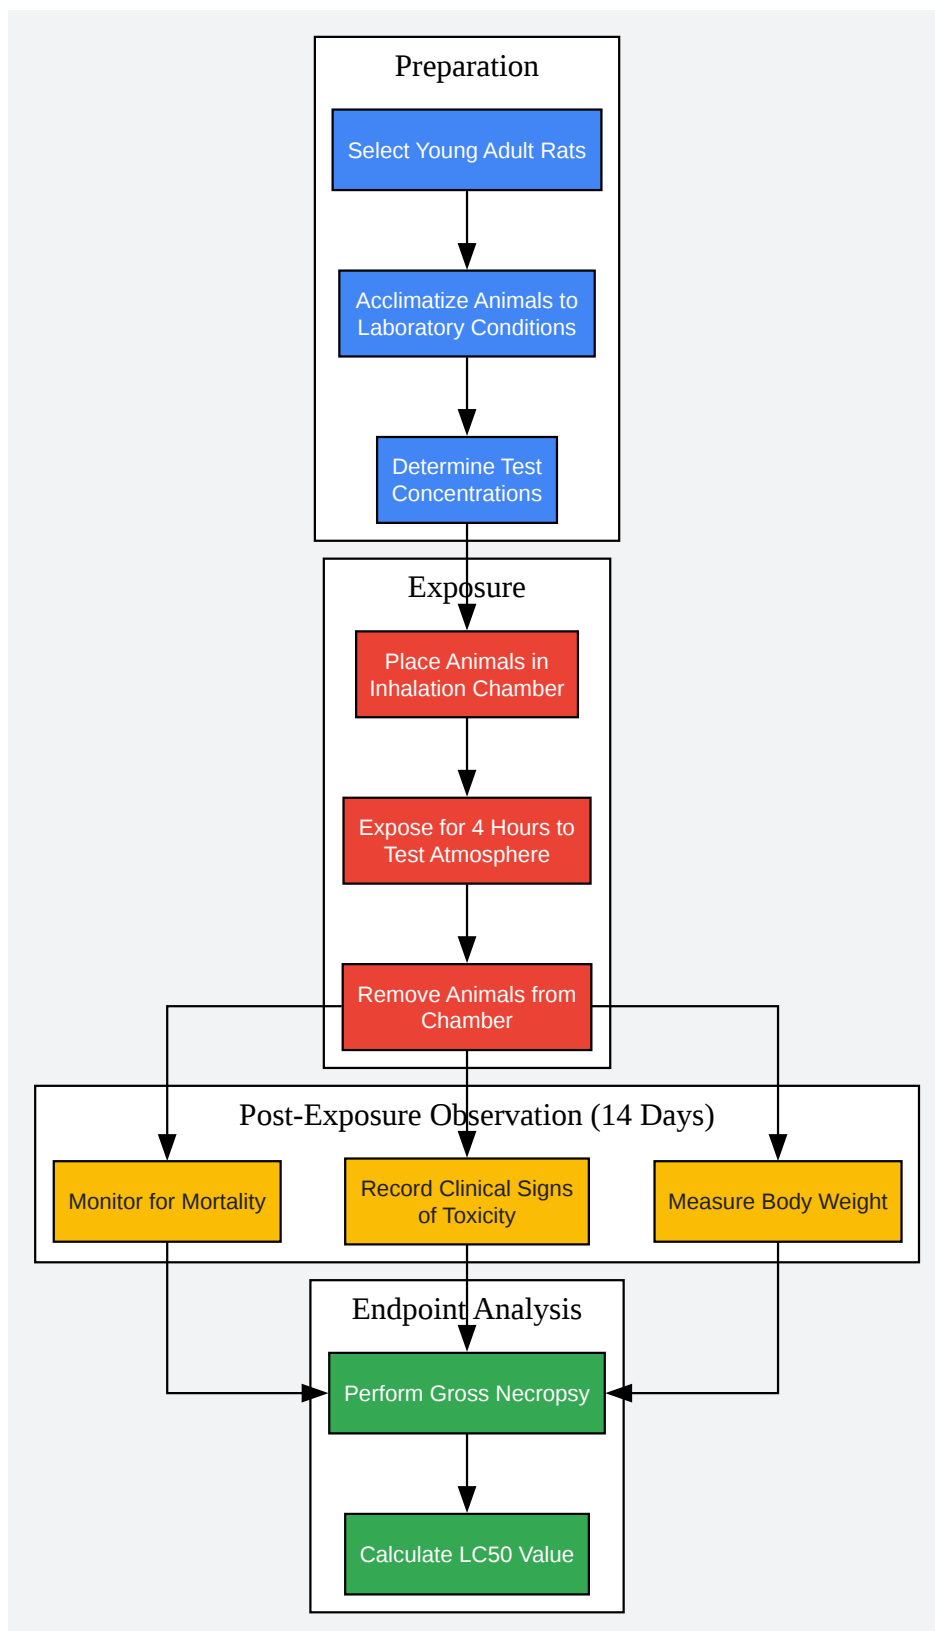 Preparation
Select Young Adult Rats
Acclimatize Animals to
Laboratory Conditions
Determine Test
Concentrations
Exposure
Place Animals in
Inhalation Chamber
Expose for 4 Hours to
Test Atmosphere
Remove Animals from
Chamber
Post-Exposure Observation (14 Days)
Monitor for Mortality
Record Clinical Signs
of Toxicity
Measure Body Weight
Endpoint Analysis
Perform Gross Necropsy
Calculate LC50 Value